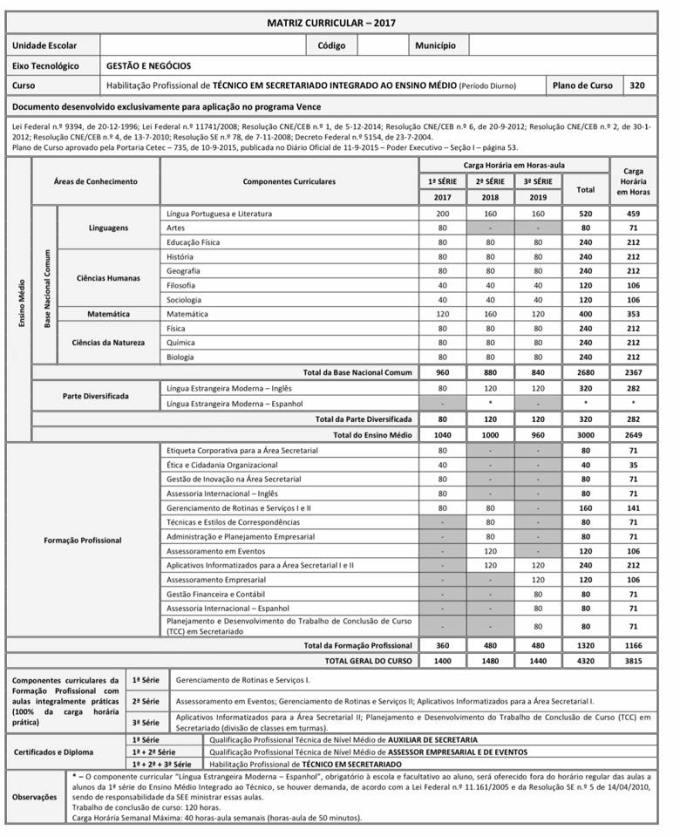 MATRIZ CURRICULAR – 2017
Unidade Escolar Código Município
Eixo Tecnológico GESTÃO E NEGÓCIOS
Curso Habilitação Profissional de TÉCNICO EM SECRETARIADO INTEGRADO AO ENSINO MÉDIO (Período Diurno) Plano de Curso 320
Documento desenvolvido exclusivamente para aplicação no programa Vence
Lei Federal n.º 9394, de 20-12-1996; Lei Federal n.º 11741/2008; Resolução CNE/CEB n.º 1, de 5-12-2014; Resolução CNE/CEB n.º 6, de 20-9-2012; Resolução CNE/CEB n.º 2, de 30-1-
2012; Resolução CNE/CEB n.º 4, de 13-7-2010; Resolução SE n.º 78, de 7-11-2008; Decreto Federal n.º 5154, de 23-7-2004.
Plano de Curso aprovado pela Portaria Cetec – 735, de 10-9-2015, publicada no Diário Oficial de 11-9-2015 – Poder Executivo – Seção I – página 53.
Áreas de Conhecimento Componentes Curriculares Carga Horária em Horas-aula Carga Horária em Horas
1ª SÉRIE 2ª SÉRIE 3ª SÉRIE Total
2017 2018 2019
Ensino Médio
Base Nacional Comum
Linguagens
Língua Portuguesa e Literatura 200 160 160 520 459
Artes 80 - - 80 71
Educação Física 80 80 80 240 212
Ciências Humanas
História 80 80 80 240 212
Geografia 80 80 80 240 212
Filosofia 40 40 40 120 106
Sociologia 40 40 40 120 106
Matemática Matemática 120 160 120 400 353
Ciências da Natureza
Física 80 80 80 240 212
Química 80 80 80 240 212
Biologia 80 80 80 240 212
Total da Base Nacional Comum 960 880 840 2680 2367
Parte Diversificada
Língua Estrangeira Moderna – Inglês 80 120 120 320 282
Língua Estrangeira Moderna – Espanhol - * - * *
Total da Parte Diversificada 80 120 120 320 282
Total do Ensino Médio 1040 1000 960 3000 2649
Formação Profissional
Etiqueta Corporativa para a Área Secretarial 80 - - 80 71
Ética e Cidadania Organizacional 40 - - 40 35
Gestão de Inovação na Área Secretarial 80 - - 80 71
Assessoria Internacional – Inglês 80 - - 80 71
Gerenciamento de Rotinas e Serviços I e II 80 80 - 160 141
Técnicas e Estilos de Correspondências - 80 - 80 71
Administração e Planejamento Empresarial - 80 - 80 71
Assessoramento em Eventos - 120 - 120 106
Aplicativos Informatizados para a Área Secretarial I e II - 120 120 240 212
Assessoramento Empresarial - - 120 120 106
Gestão Financeira e Contábil - - 80 80 71
Assessoria Internacional – Espanhol - - 80 80 71
Planejamento e Desenvolvimento do Trabalho de Conclusão de Curso
(TCC) em Secretariado - - 80 80 71
Total da Formação Profissional 360 480 480 1320 1166
TOTAL GERAL DO CURSO 1400 1480 1440 4320 3815
Componentes curriculares da
Formação Profissional com
aulas integralmente práticas
(100% da carga horária
prática)
1ª Série Gerenciamento de Rotinas e Serviços I.
2ª Série Assessoramento em Eventos; Gerenciamento de Rotinas e Serviços II; Aplicativos Informatizados para a Área Secretarial I.
3ª Série Aplicativos Informatizados para a Área Secretarial II; Planejamento e Desenvolvimento do Trabalho de Conclusão de Curso (TCC) em
Secretariado (divisão de classes em turmas).
Certificados e Diploma
1ª Série Qualificação Profissional Técnica de Nível Médio de AUXILIAR DE SECRETARIA
1ª + 2ª Série Qualificação Profissional Técnica de Nível Médio de ASSESSOR EMPRESARIAL E DE EVENTOS
1ª + 2ª + 3ª Série Habilitação Profissional de TÉCNICO EM SECRETARIADO
Observações
* – O componente curricular "Língua Estrangeira Moderna – Espanhol", obrigatório à escola e facultativo ao aluno, será oferecido fora do horário regular das aulas a
alunos da 1ª série do Ensino Médio Integrado ao Técnico, se houver demanda, de acordo com a Lei Federal n.º 11.161/2005 e da Resolução SE n.º 5 de 14/04/2010,
sendo de responsabilidade da SEE ministrar essas aulas.
Trabalho de conclusão de curso: 120 horas.
Carga Horária Semanal Máxima: 40 horas-aula semanais (horas-aula de 50 minutos).